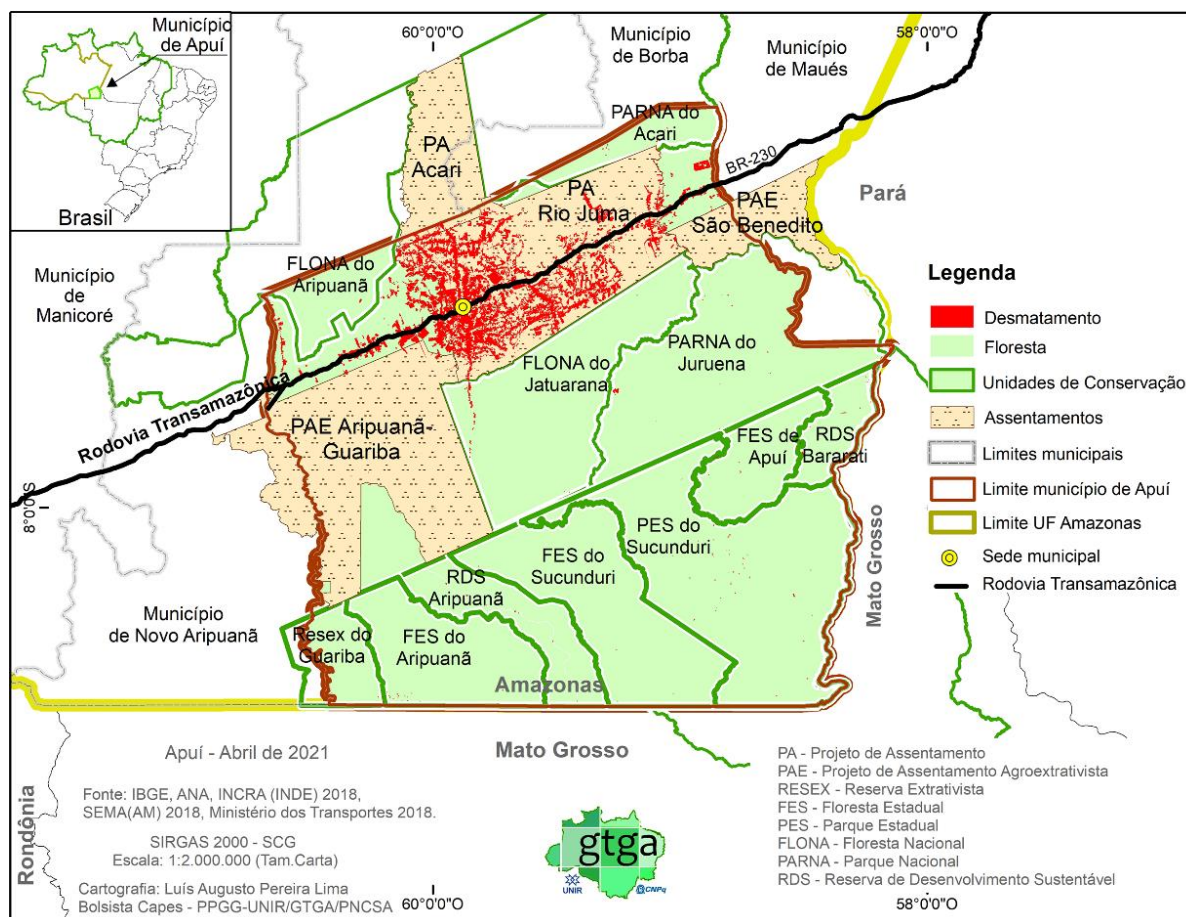 Município
de Apuí
Brasil
60°0'0"
58°0'0"
Município
de Borba
Município
de Maués
PARNA do
Acari
PA
Acari
BR-230
PA
Rio Juma
PAE
São Benedito
Pará
FLONA do
Aripuanã
Município
de
Manicoré
PARNA do
Juruena
FLONA do
Jatuarana
Rodovia Transamazônica
PAE Aripuanã-
Guariba
FES de
Apuí
RDS
Bararati
8°0'0"S
PES do
Sucunduri
FES do
Sucunduri
RDS
Aripuanã
Mato Grosso
Município
de Novo Aripuanã
Resex do
Guariba
FES do
Aripuanã
Amazonas
Mato Grosso
Rondônia
Legenda
Desmatamento
Floresta
Unidades de Conservação
Assentamentos
Limites municipais
Limite município de Apuí
Limite UF Amazonas
Sede municipal
Rodovia Transamazônica
Apuí - Abril de 2021
Fonte: IBGE, ANA, INCRA (INDE) 2018,
SEMA(AM) 2018, Ministério dos Transportes 2018.
SIRGAS 2000 - SCG
Escala: 1:2.000.000 (Tam.Carta)
Cartografia: Luís Augusto Pereira Lima
Bolsista Capes - PPGG-UNIR/GTGA/PNCSA
gtga
UNIR
CNPq
PA - Projeto de Assentamento
PAE - Projeto de Assentamento Agroextrativista
RESEX - Reserva Extrativista
FES - Floresta Estadual
PES - Parque Estadual
FLONA - Floresta Nacional
PARNA - Parque Nacional
RDS - Reserva de Desenvolvimento Sustentável
60°0'0"
58°0'0"